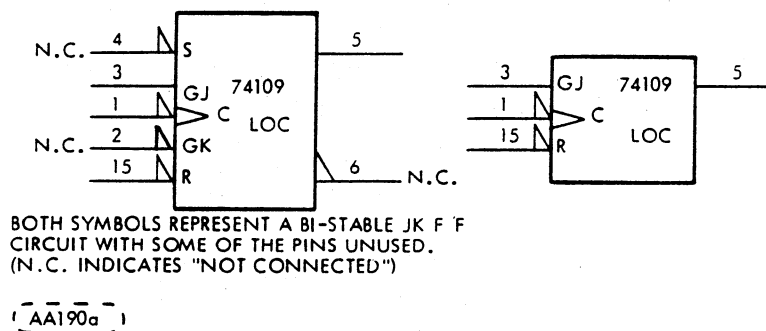 N.C. 4 S 5
3 GJ 74109
1 C LOC
N.C. 2 GK
15 R 6 N.C.
3 GJ 74109 5
1 C
15 R LOC
BOTH SYMBOLS REPRESENT A BI-STABLE JK F F
CIRCUIT WITH SOME OF THE PINS UNUSED.
(N.C. INDICATES "NOT CONNECTED")
AA190a